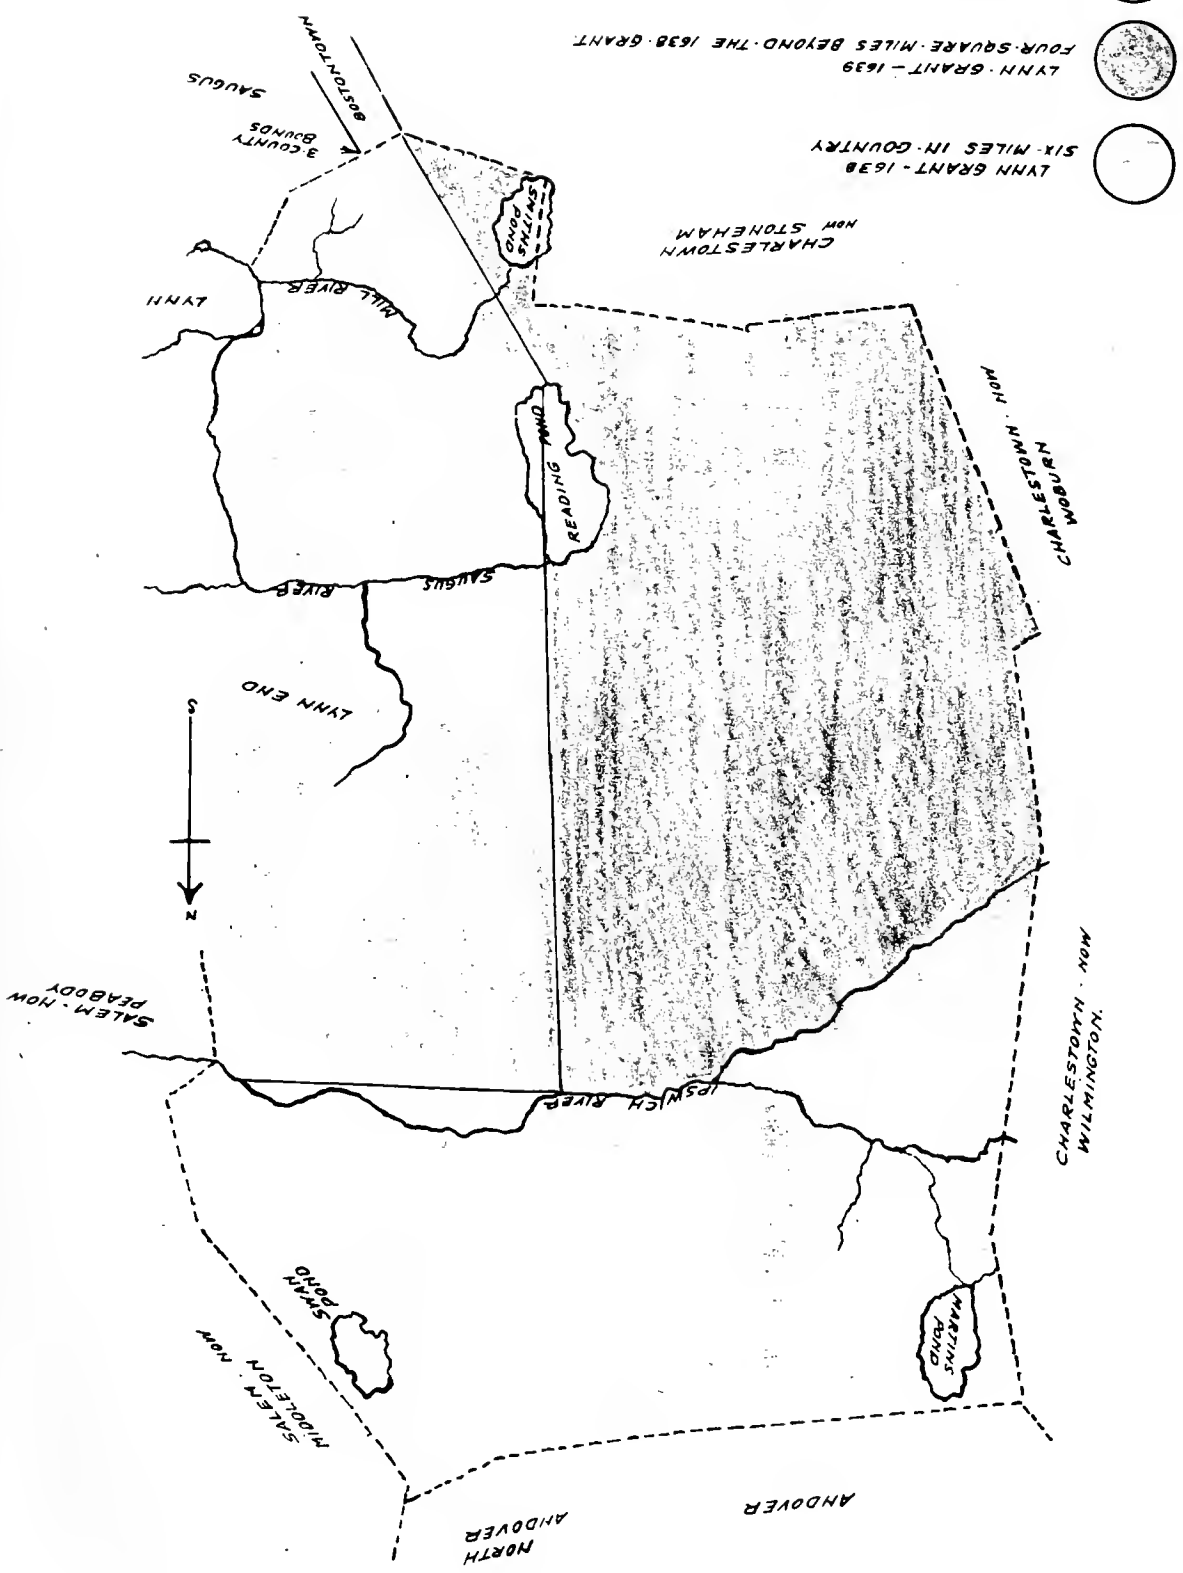 NORTH
ANDOVER
ANDOVER
SALEM · NOW
MIDDLETON
SWAN
POND
MARTINS
POND
CHARLESTOWN · NOW
WILMINGTON.
IPSWICH RIVER
SALEM · NOW
PEABODY
N
S
LYNN END
SAUGUS RIVER
READING POND
CHARLESTOWN · NOW
WOBURN
LYNN
MILL RIVER
SMITHS
POND
CHARLESTOWN
NOW STONEHAM
3 · COUNTY
BOUNDS
SAUGUS
BOSTONTOWN
LYNN GRANT - 1638
SIX · MILES IN · COUNTRY
LYNN · GRANT — 1639
FOUR · SQUARE · MILES BEYOND · THE 1638 · GRANT.